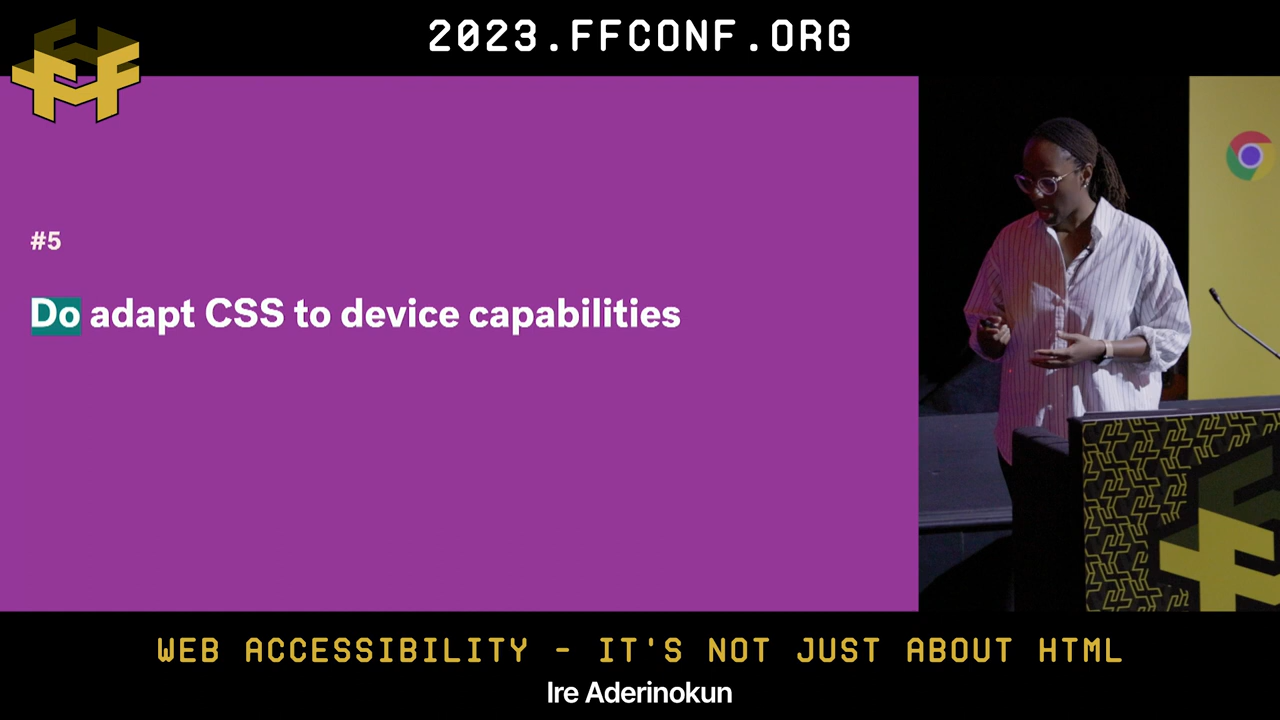 2023.FFCONF.ORG
#5
Do adapt CSS to device capabilities
WEB ACCESSIBILITY - IT'S NOT JUST ABOUT HTML
Ire Aderinokun